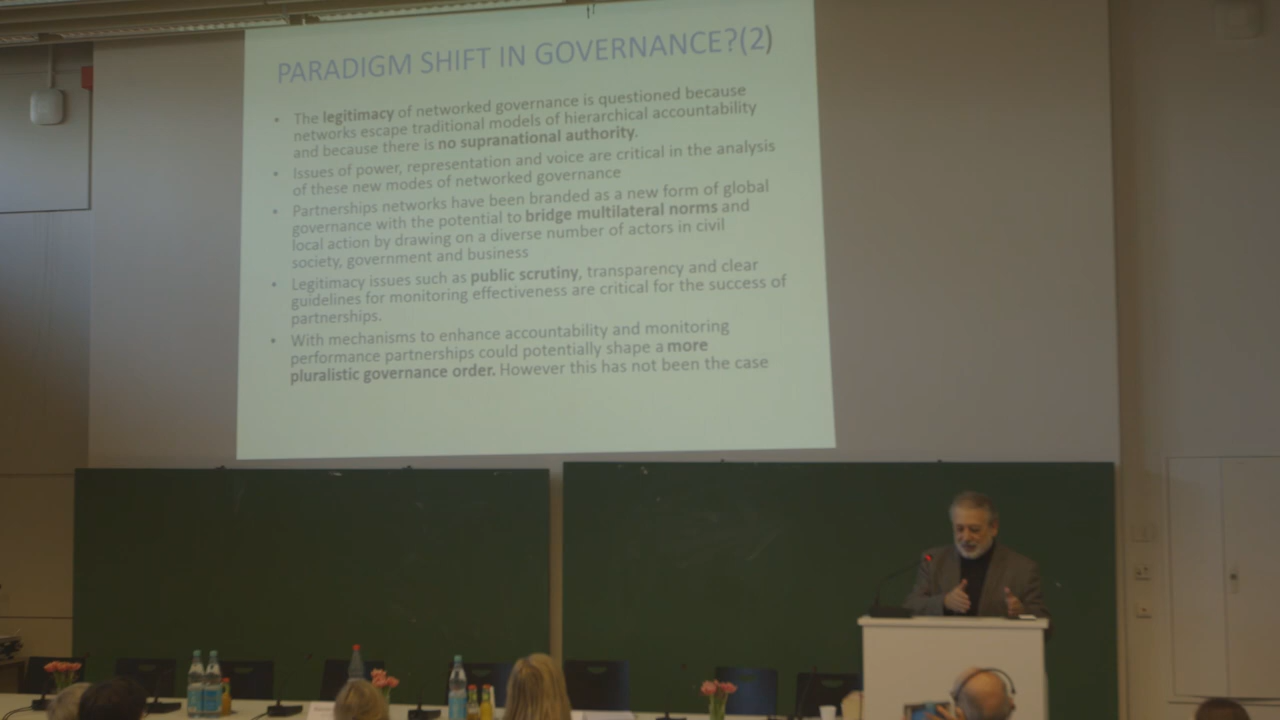 PARADIGM SHIFT IN GOVERNANCE?(2)
• The legitimacy of networked governance is questioned because
networks escape traditional models of hierarchical accountability
and because there is no supranational authority.
• Issues of power, representation and voice are critical in the analysis
of these new modes of networked governance
• Partnerships networks have been branded as a new form of global
governance with the potential to bridge multilateral norms and
local action by drawing on a diverse number of actors in civil
society, government and business
• Legitimacy issues such as public scrutiny, transparency and clear
guidelines for monitoring effectiveness are critical for the success of
partnerships.
• With mechanisms to enhance accountability and monitoring
performance partnerships could potentially shape a more
pluralistic governance order. However this has not been the case